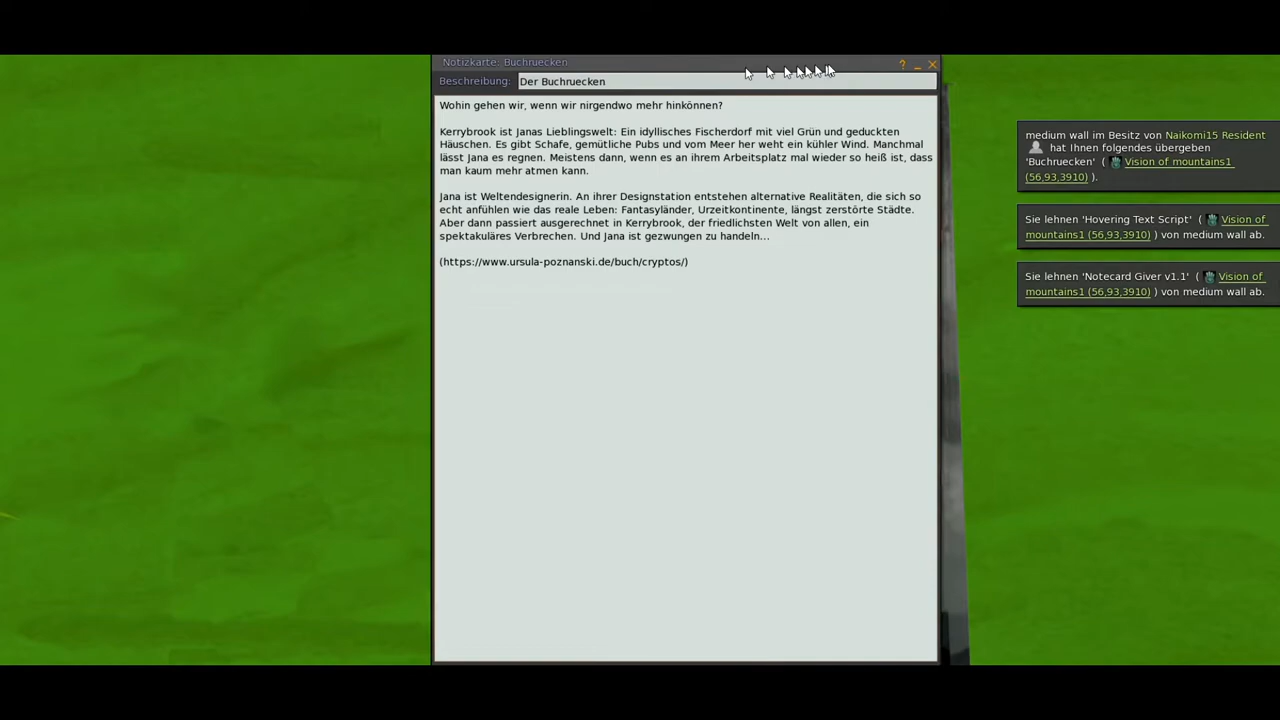 Notizkarte: Buchruecken
Beschreibung: Der Buchruecken
Wohin gehen wir, wenn wir nirgendwo mehr hinkönnen?
Kerrybrook ist Janas Lieblingswelt: Ein idyllisches Fischerdorf mit viel Grün und geduckten
Häuschen. Es gibt Schafe, gemütliche Pubs und vom Meer her weht ein kühler Wind. Manchmal
lässt Jana es regnen. Meistens dann, wenn es an ihrem Arbeitsplatz mal wieder so heiß ist, dass
man kaum mehr atmen kann.
Jana ist Weltendesignerin. An ihrer Designstation entstehen alternative Realitäten, die sich so
echt anfühlen wie das reale Leben: Fantasyländer, Urzeitkontinente, längst zerstörte Städte.
Aber dann passiert ausgerechnet in Kerrybrook, der friedlichsten Welt von allen, ein
spektakuläres Verbrechen. Und Jana ist gezwungen zu handeln...
(https://www.ursula-poznanski.de/buch/cryptos/)
medium wall im Besitz von Naikomi15 Resident
hat Ihnen folgendes übergeben
'Buchruecken' ( Vision of mountains1
(56,93,3910) ).
Sie lehnen 'Hovering Text Script' ( Vision of
mountains1 (56,93,3910) ) von medium wall ab.
Sie lehnen 'Notecard Giver v1.1' ( Vision of
mountains1 (56,93,3910) ) von medium wall ab.